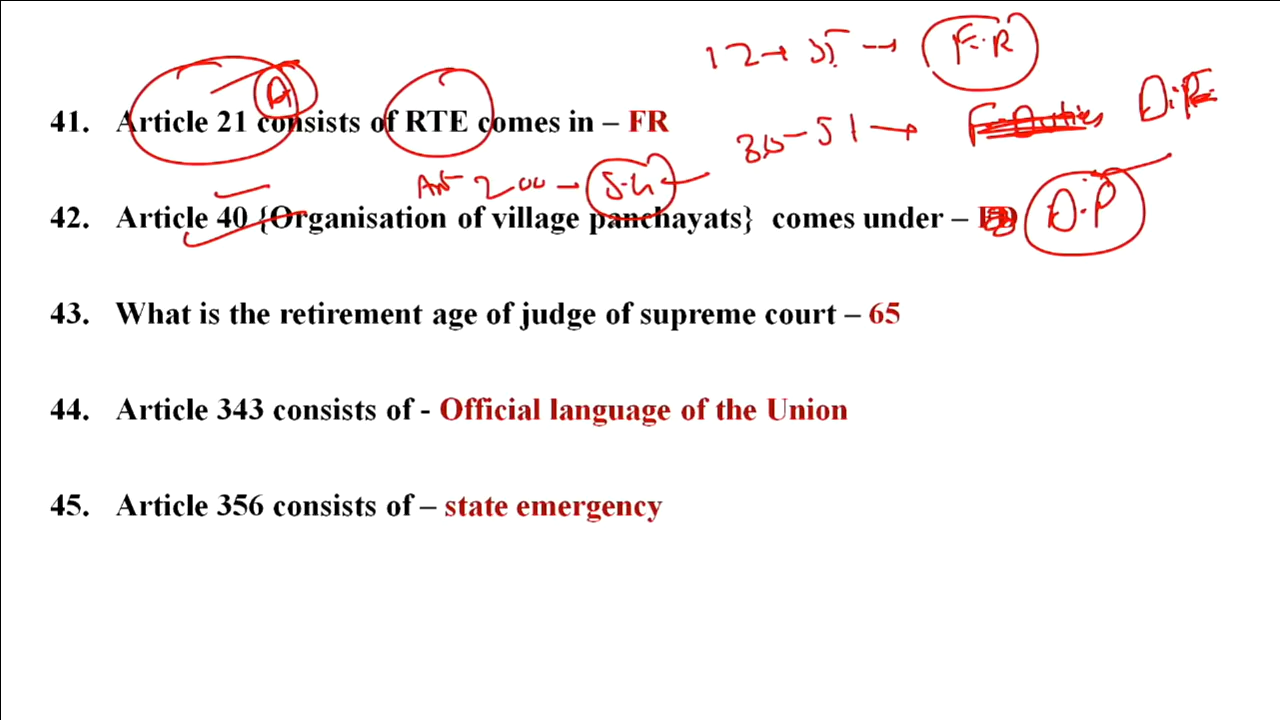 12 → 35 → F.R
A
41. Article 21 consists of RTE comes in – FR
36 – 51 →
Art 200 –
42. Article 40 {Organisation of village panchayats} comes under – D.P
43. What is the retirement age of judge of supreme court – 65
44. Article 343 consists of - Official language of the Union
45. Article 356 consists of – state emergency